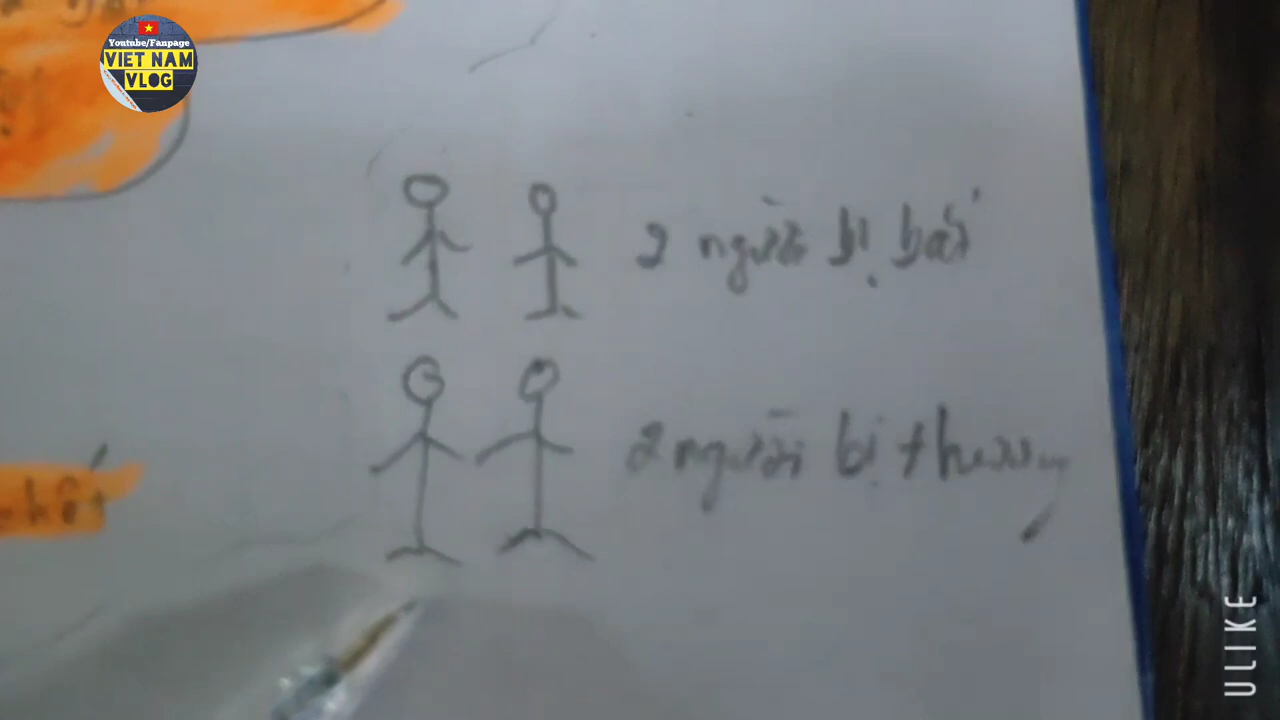 Youtube/Fanpage
VIET NAM
VLOG
2 người bị bắt
2 người bị thương
ULIKE